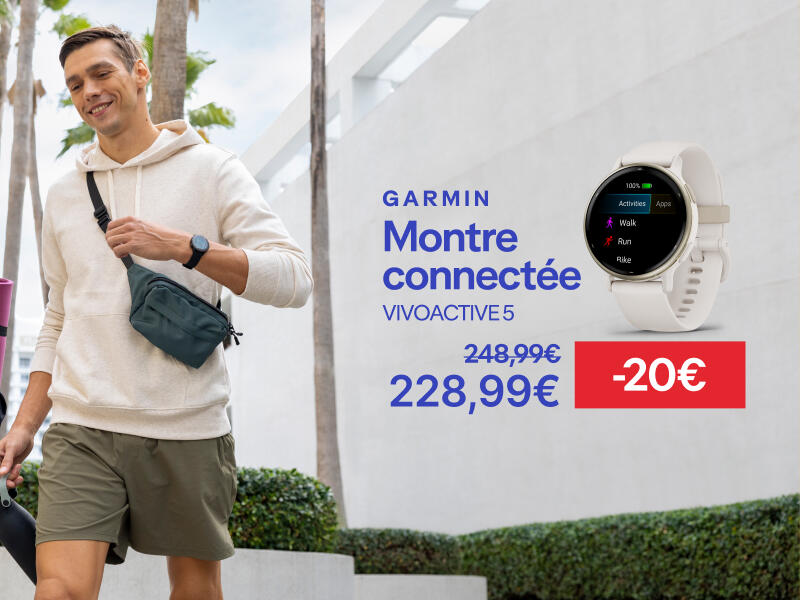 GARMIN
Montre
connectée
VIVOACTIVE 5
248,99€
228,99€
-20€
100%
Activities Apps
Walk
Run
Bike